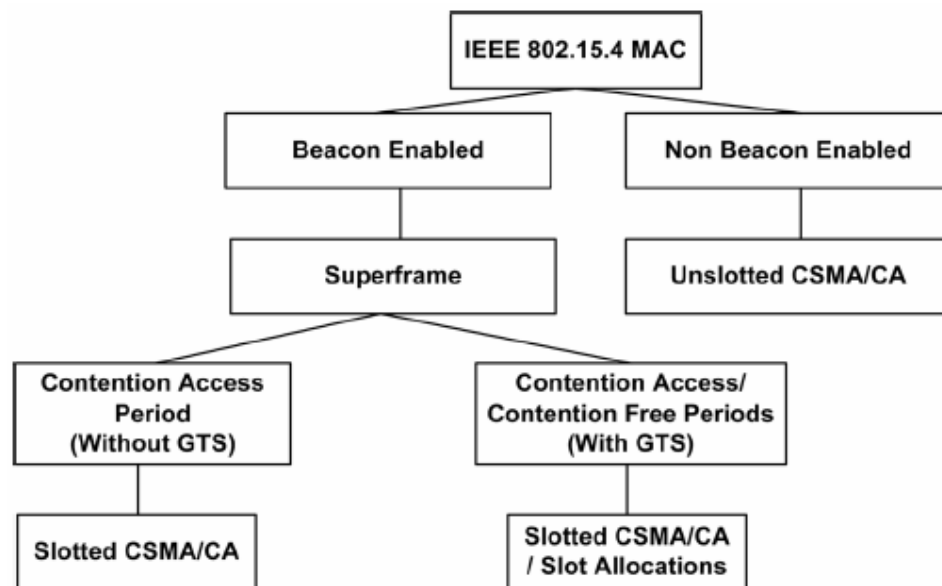 IEEE 802.15.4 MAC
Beacon Enabled
Non Beacon Enabled
Superframe
Unslotted CSMA/CA
Contention Access
Period
(Without GTS)
Contention Access/
Contention Free Periods
(With GTS)
Slotted CSMA/CA
Slotted CSMA/CA
/ Slot Allocations